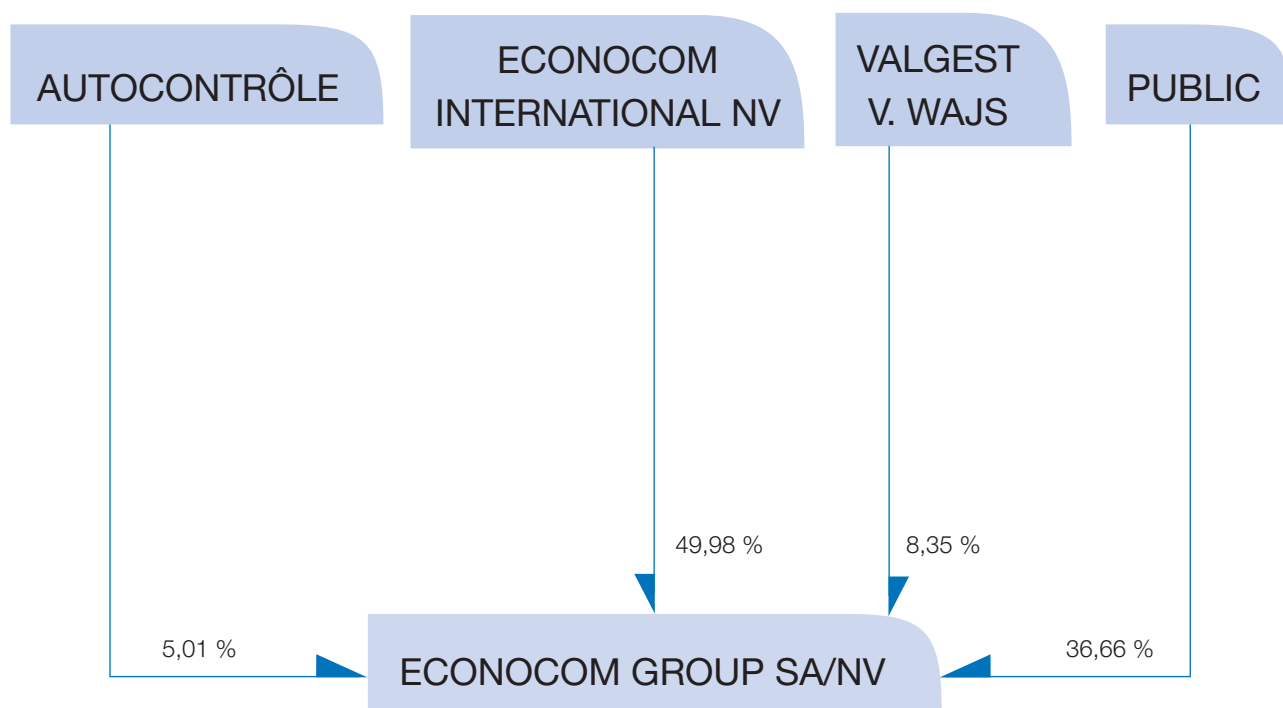 AUTOCONTRÔLE
ECONOCOM
INTERNATIONAL NV
VALGEST
V. WAJS
PUBLIC
49,98 %
8,35 %
5,01 %
36,66 %
ECONOCOM GROUP SA/NV